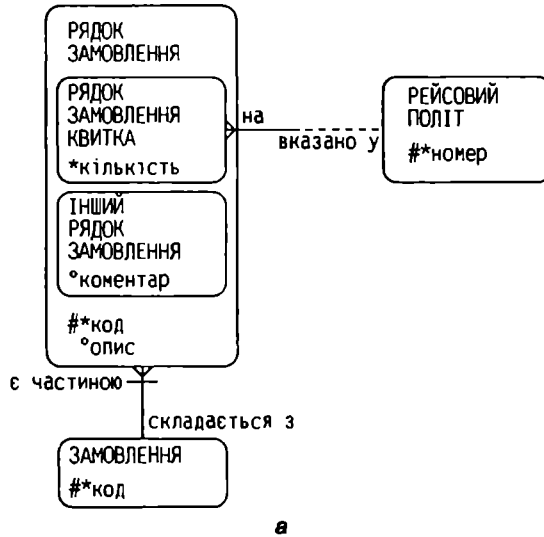 РЯДОК
ЗАМОВЛЕННЯ
РЯДОК
ЗАМОВЛЕННЯ
КВИТКА
*кількість
на
вказано у
РЕЙСОВИЙ
ПОЛІТ
#*номер
ІНШИЙ
РЯДОК
ЗАМОВЛЕННЯ
°коментар
#*код
°опис
є частиною
складається з
ЗАМОВЛЕННЯ
#*код
а